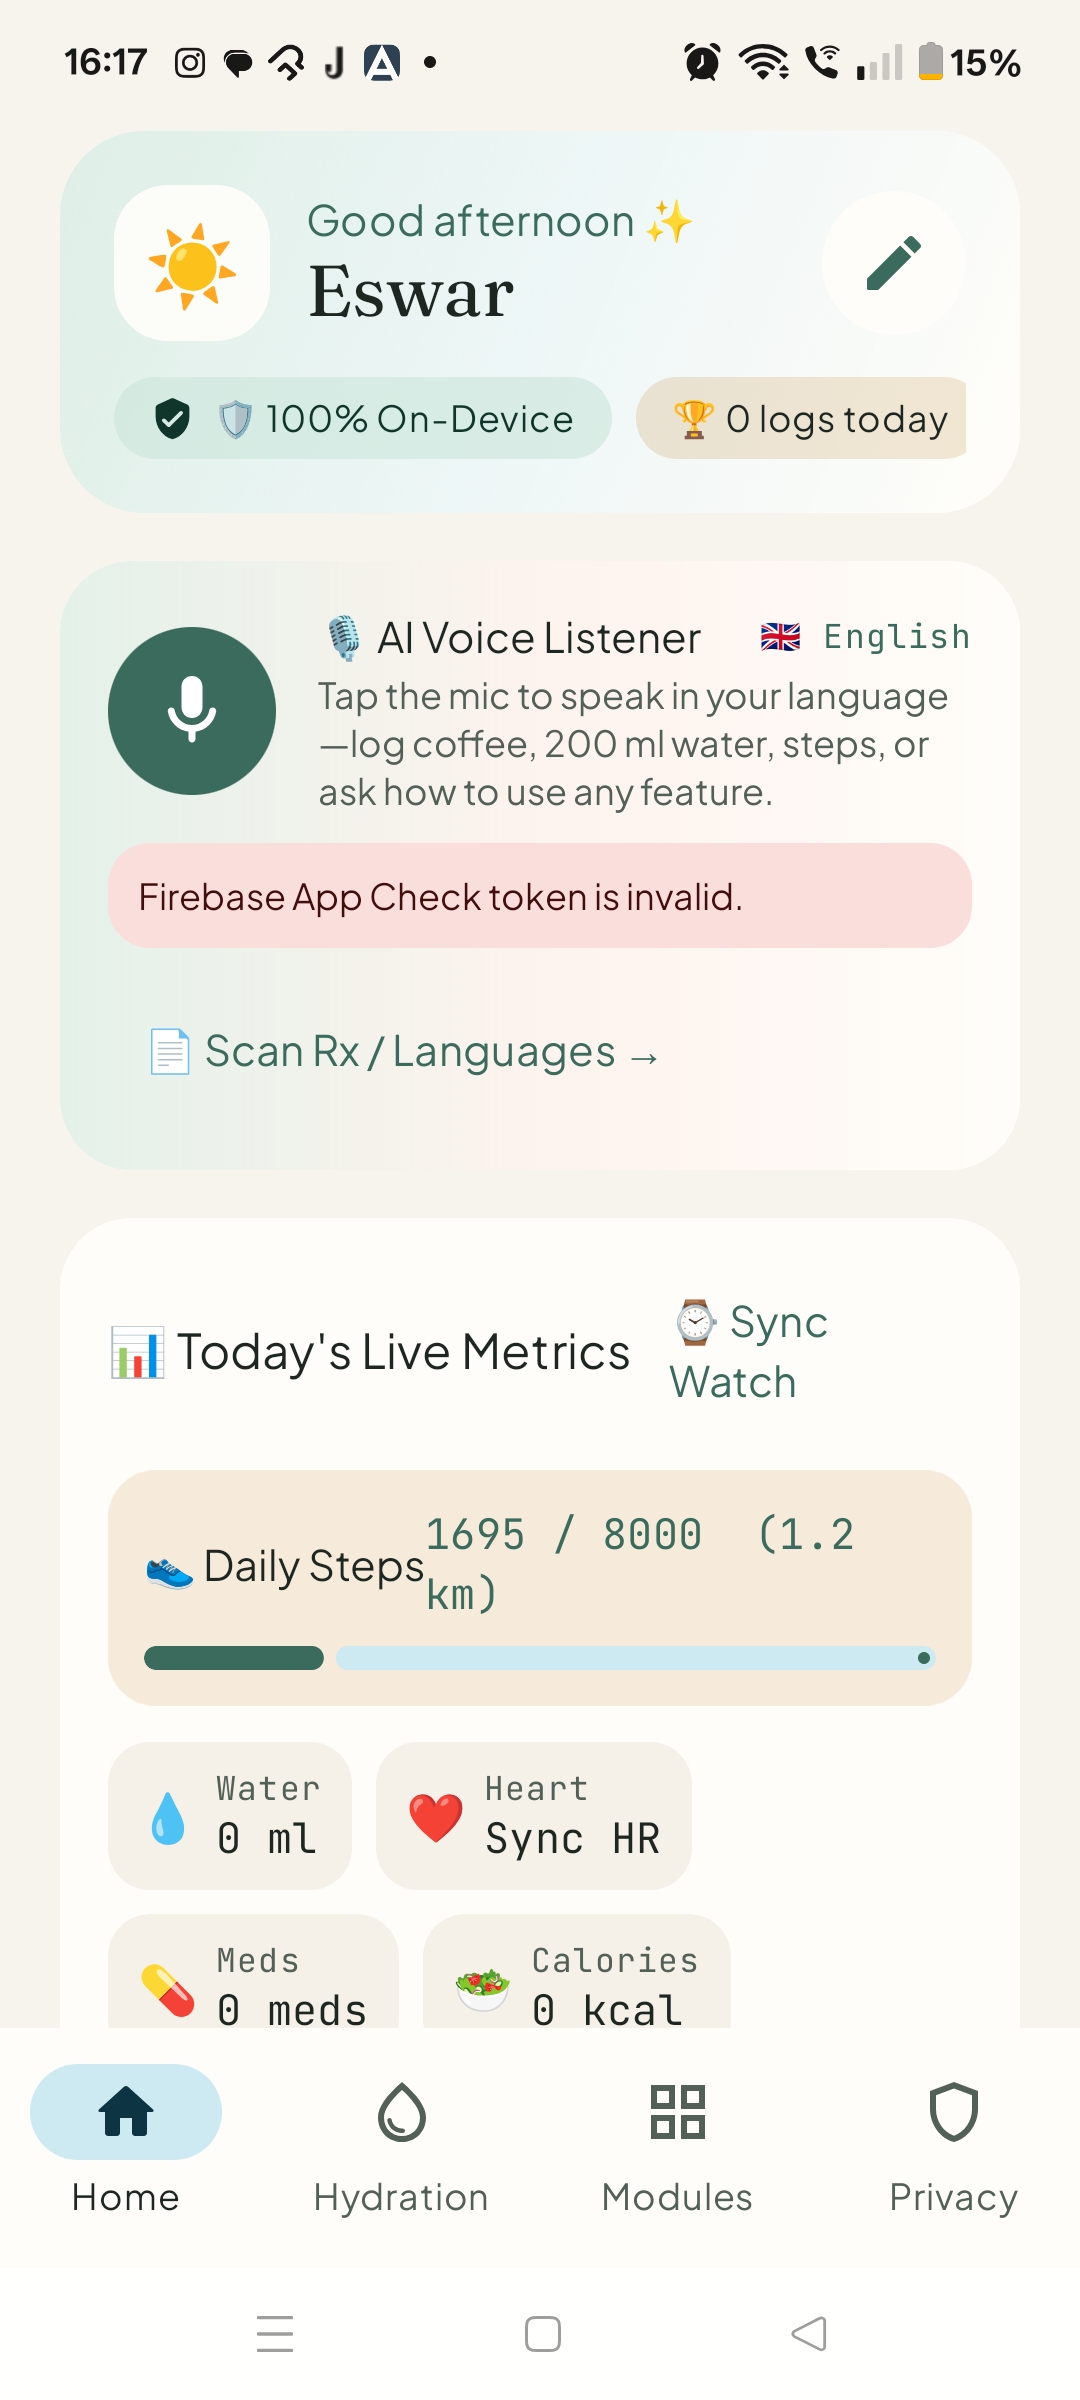 16:17
15%
Good afternoon ✨
Eswar
100% On-Device
0 logs today
AI Voice Listener
English
Tap the mic to speak in your language
—log coffee, 200 ml water, steps, or
ask how to use any feature.
Firebase App Check token is invalid.
Scan Rx / Languages →
Today's Live Metrics
Sync
Watch
Daily Steps
1695 / 8000 (1.2
km)
Water
0 ml
Heart
Sync HR
Meds
0 meds
Calories
0 kcal
Home
Hydration
Modules
Privacy